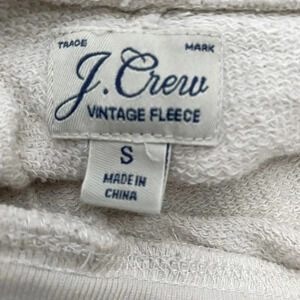 TRADE MARK
J.Crew
VINTAGE FLEECE
S
MADE IN
CHINA